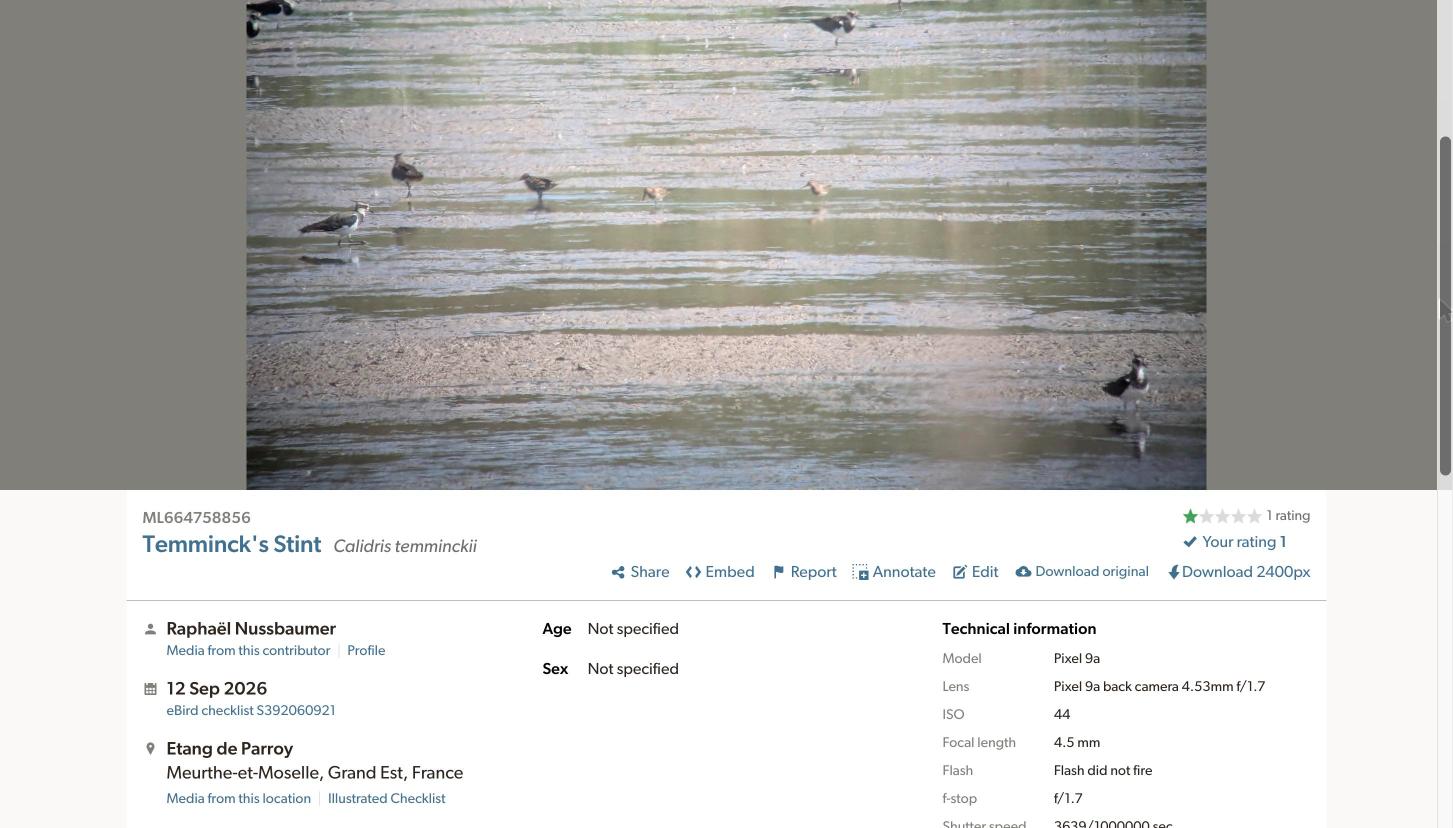 ML664758856
1 rating
Temminck's Stint Calidris temminckii
Your rating 1
Share Embed Report Annotate Edit Download original Download 2400px
Raphaël Nussbaumer
Media from this contributor Profile
12 Sep 2026
eBird checklist S392060921
Etang de Parroy
Meurthe-et-Moselle, Grand Est, France
Media from this location Illustrated Checklist
Age Not specified
Sex Not specified
Technical information
Model Pixel 9a
Lens Pixel 9a back camera 4.53mm f/1.7
ISO 44
Focal length 4.5 mm
Flash Flash did not fire
f-stop f/1.7
Shutter speed 3639/1000000 sec